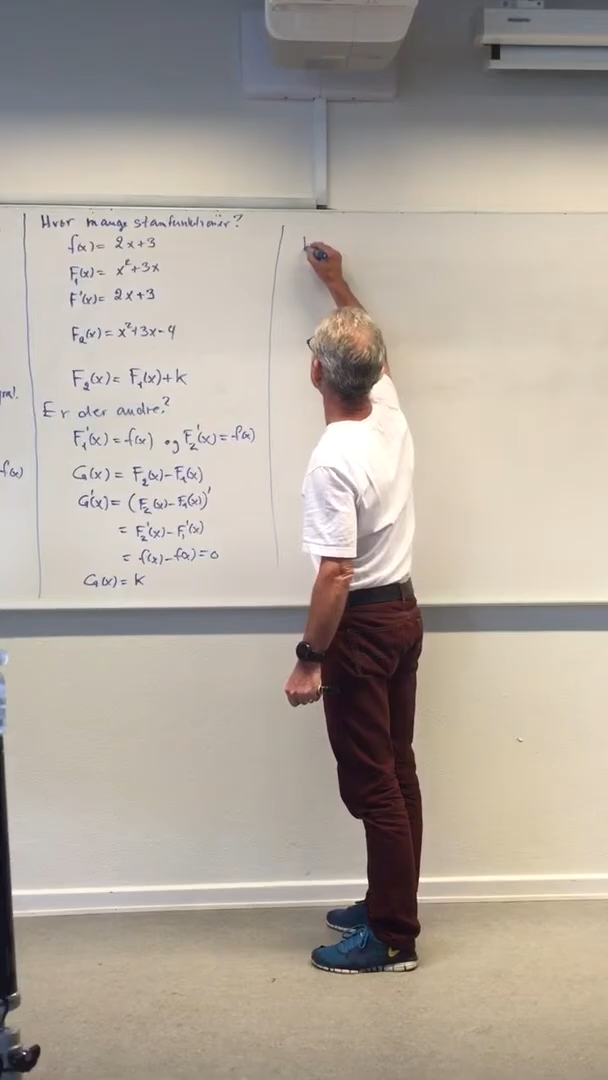 Hvor mange stamfunktioner?
f(x) = 2x+3
F₁(x) = x²+3x
F'(x) = 2x+3
F₂(x) = x²+3x-4
F₂(x) = F₁(x)+k
Er der andre?
F₁'(x) = f(x) og F₂'(x) = f(x)
f(x)
G(x) = F₂(x) - F₁(x)
G'(x) = (F₂(x) - F₁(x))'
= F₂'(x) - F₁'(x)
= f(x) - f(x) = 0
G(x) = k